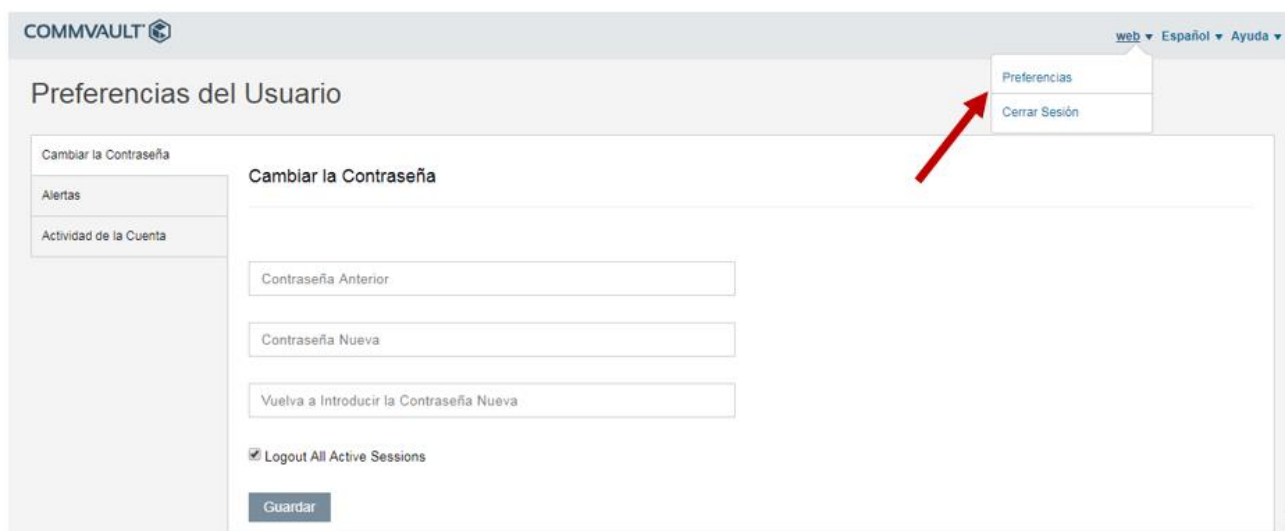 COMMVAULT
web Español Ayuda
Preferencias
Cerrar Sesión
Preferencias del Usuario
Cambiar la Contraseña
Alertas
Actividad de la Cuenta
Cambiar la Contraseña
Contraseña Anterior
Contraseña Nueva
Vuelva a Introducir la Contraseña Nueva
Logout All Active Sessions
Guardar